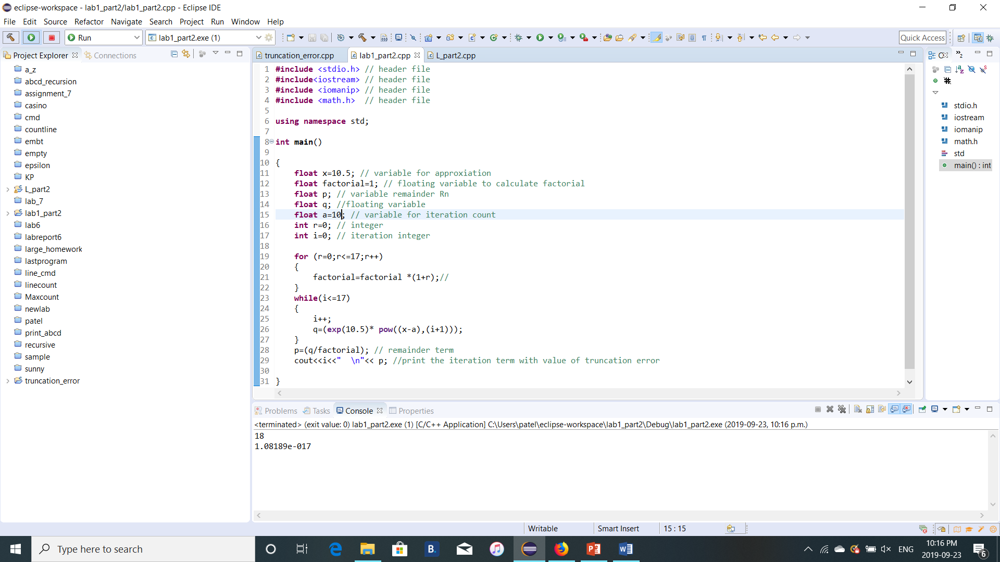 eclipse-workspace - lab1_part2/lab1_part2.cpp - Eclipse IDE
File Edit Source Refactor Navigate Search Project Run Window Help
Run lab1_part2.exe (1) Quick Access
Project Explorer Connections
a_z
abcd_recursion
assignment_7
casino
cmd
countline
embt
empty
epsilon
KP
L_part2
lab_7
lab1_part2
lab6
labreport6
large_homework
lastprogram
line_cmd
linecount
Maxcount
newlab
patel
print_abcd
recursive
sample
sunny
truncation_error
truncation_error.cpp lab1_part2.cpp L_part2.cpp
1 #include <stdio.h> // header file
2 #include<iostream> // header file
3 #include <iomanip> // header file
4 #include <math.h>  // header file
5
6 using namespace std;
7
8 int main()
9
10 {
11     float x=10.5; // variable for approxiation
12     float factorial=1; // floating variable to calculate factorial
13     float p; // variable remainder Rn
14     float q; //floating variable
15     float a=10; // variable for iteration count
16     int r=0; // integer
17     int i=0; // iteration integer
18
19     for (r=0;r<=17;r++)
20     {
21         factorial=factorial *(1+r);//
22     }
23     while(i<=17)
24     {
25         i++;
26         q=(exp(10.5)* pow((x-a),(i+1)));
27     }
28     p=(q/factorial); // remainder term
29     cout<<i<<"  \n"<< p; //print the iteration term with value of truncation error
30
31 }
2
stdio.h
iostream
iomanip
math.h
std
main() : int
Problems Tasks Console Properties
<terminated> (exit value: 0) lab1_part2.exe (1) [C/C++ Application] C:\Users\patel\eclipse-workspace\lab1_part2\Debug\lab1_part2.exe (2019-09-23, 10:16 p.m.)
18
1.08189e-017
Writable Smart Insert 15 : 15
Type here to search
B.
ENG
10:16 PM
2019-09-23
6